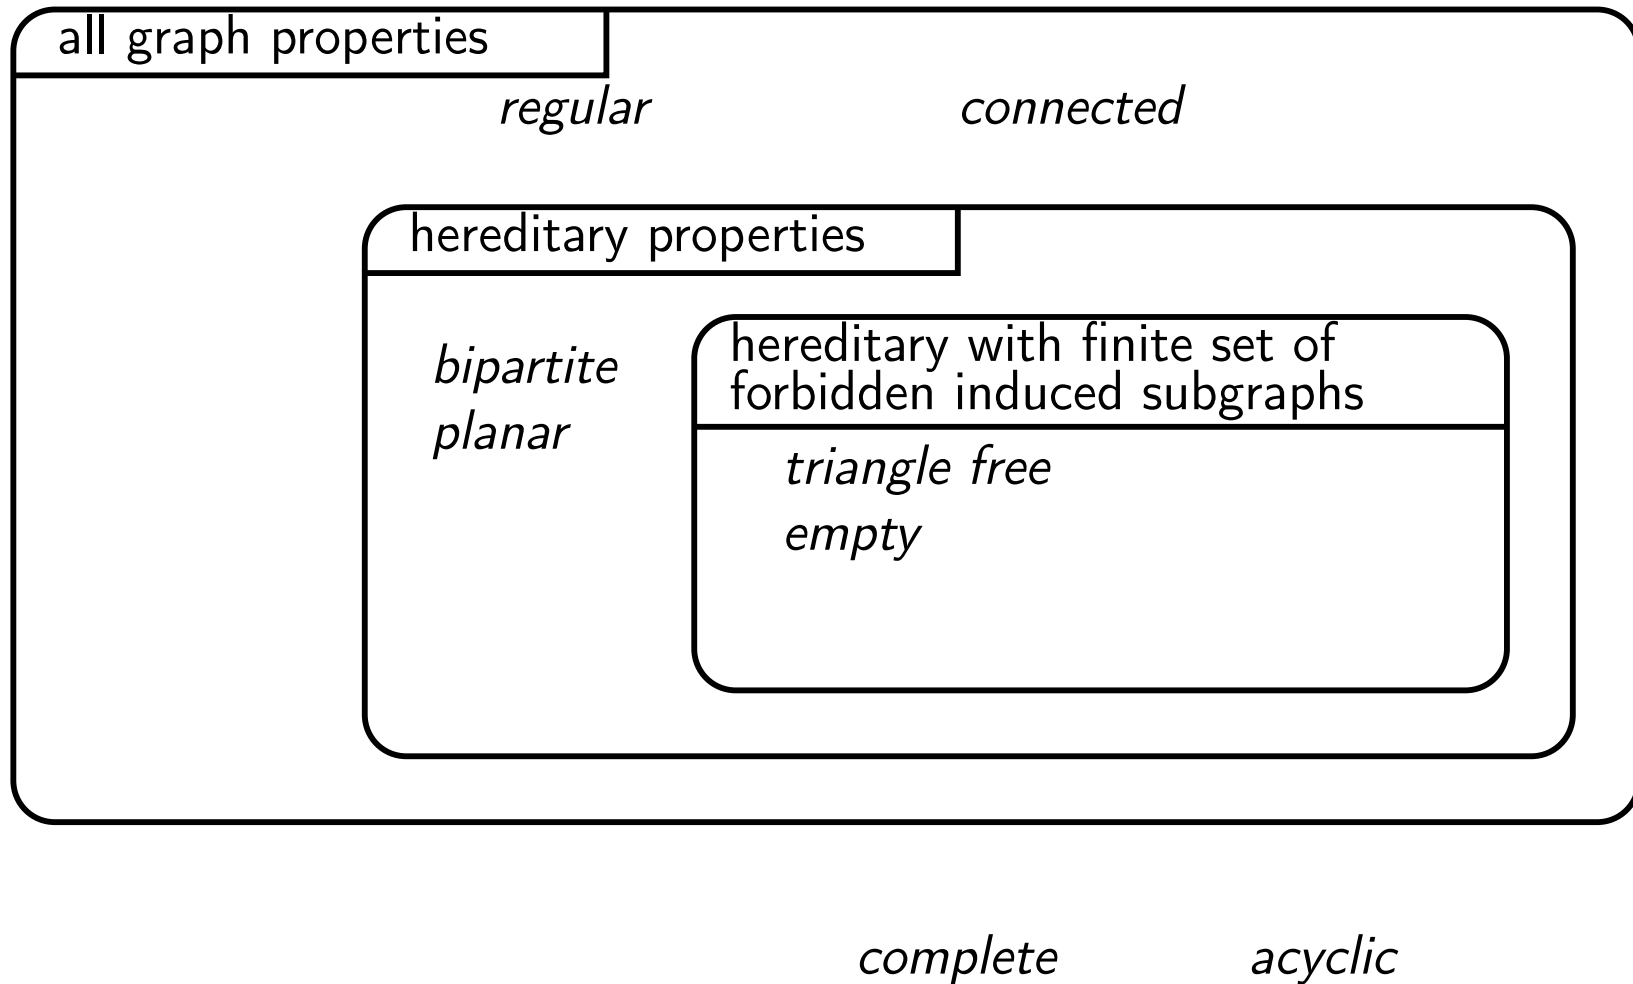 all graph properties
regular connected
hereditary properties
hereditary with finite set of
forbidden induced subgraphs
bipartite
planar
triangle free
empty
complete acyclic